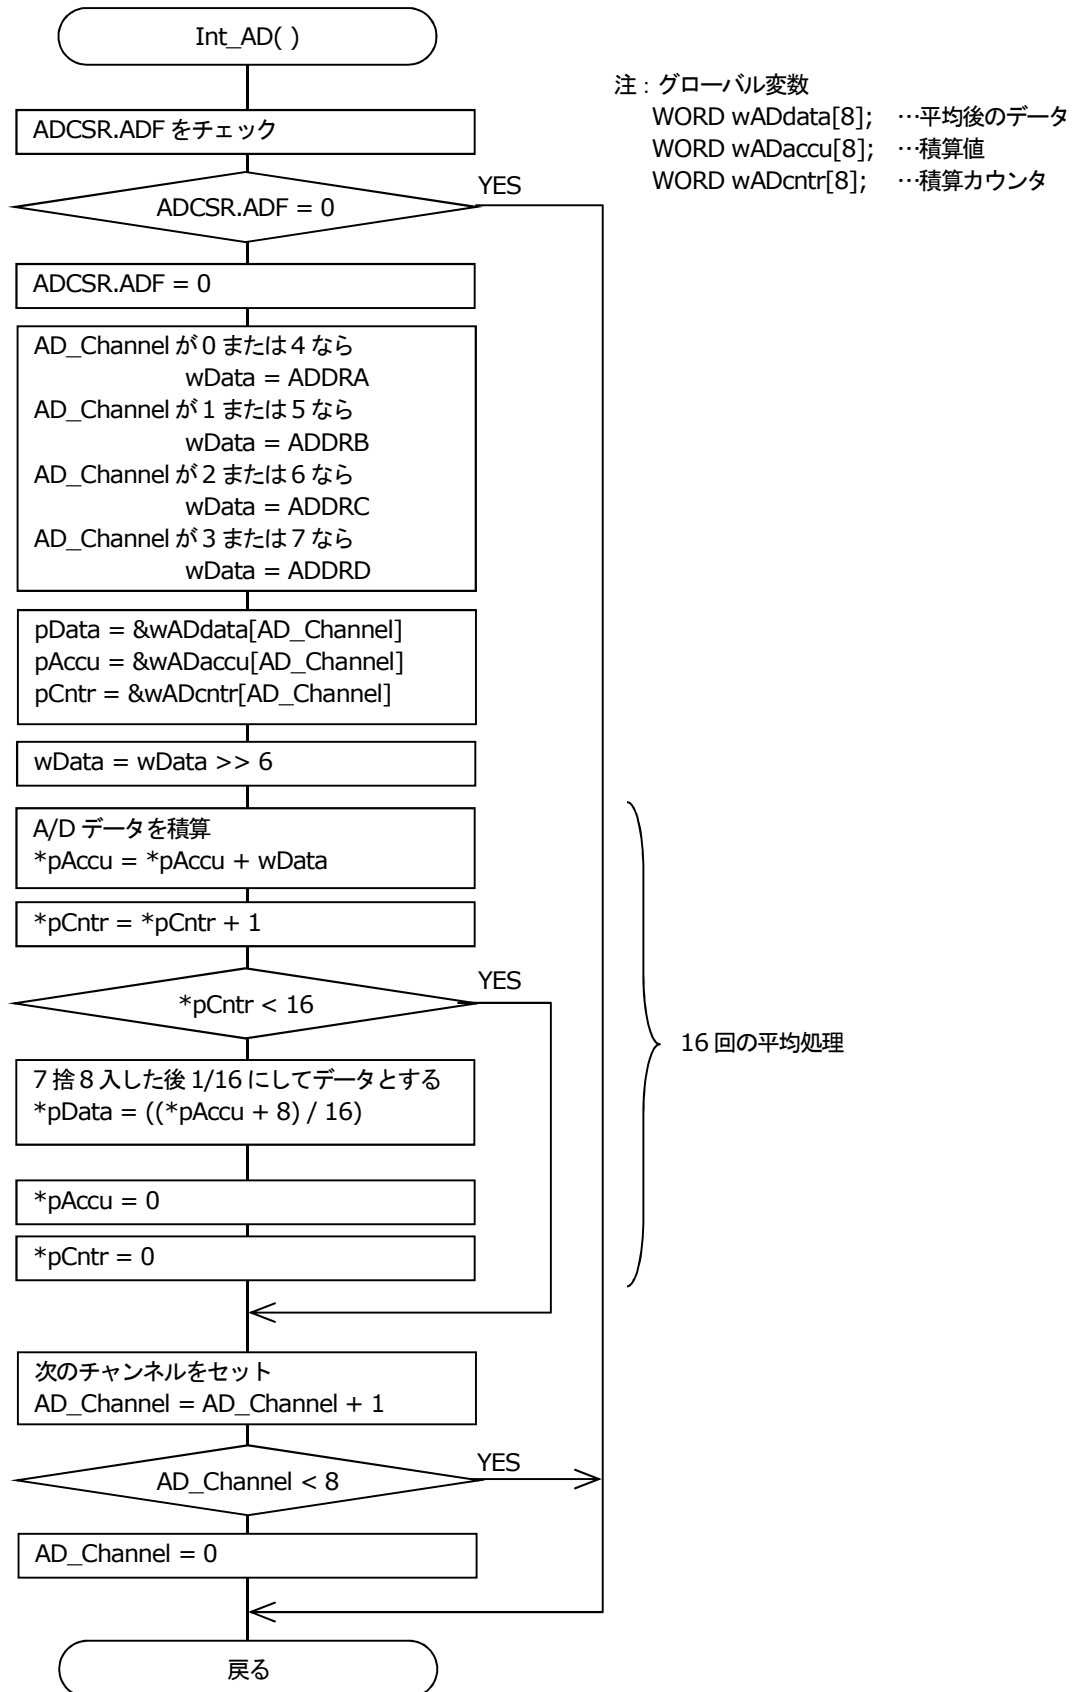 Int_AD( )
注：グローバル変数
WORD wADdata[8]; …平均後のデータ
WORD wADaccu[8]; …積算値
WORD wADcntr[8]; …積算カウンタ
ADCSR.ADF をチェック
YES
ADCSR.ADF = 0
ADCSR.ADF = 0
AD_Channel が 0 または 4 なら
wData = ADDRA
AD_Channel が 1 または 5 なら
wData = ADDRB
AD_Channel が 2 または 6 なら
wData = ADDRC
AD_Channel が 3 または 7 なら
wData = ADDRD
pData = &wADdata[AD_Channel]
pAccu = &wADaccu[AD_Channel]
pCntr = &wADcntr[AD_Channel]
wData = wData >> 6
A/D データを積算
*pAccu = *pAccu + wData
*pCntr = *pCntr + 1
YES
*pCntr < 16
16 回の平均処理
7 捨 8 入した後 1/16 にしてデータとする
*pData = ((*pAccu + 8) / 16)
*pAccu = 0
*pCntr = 0
次のチャンネルをセット
AD_Channel = AD_Channel + 1
YES
AD_Channel < 8
AD_Channel = 0
戻る